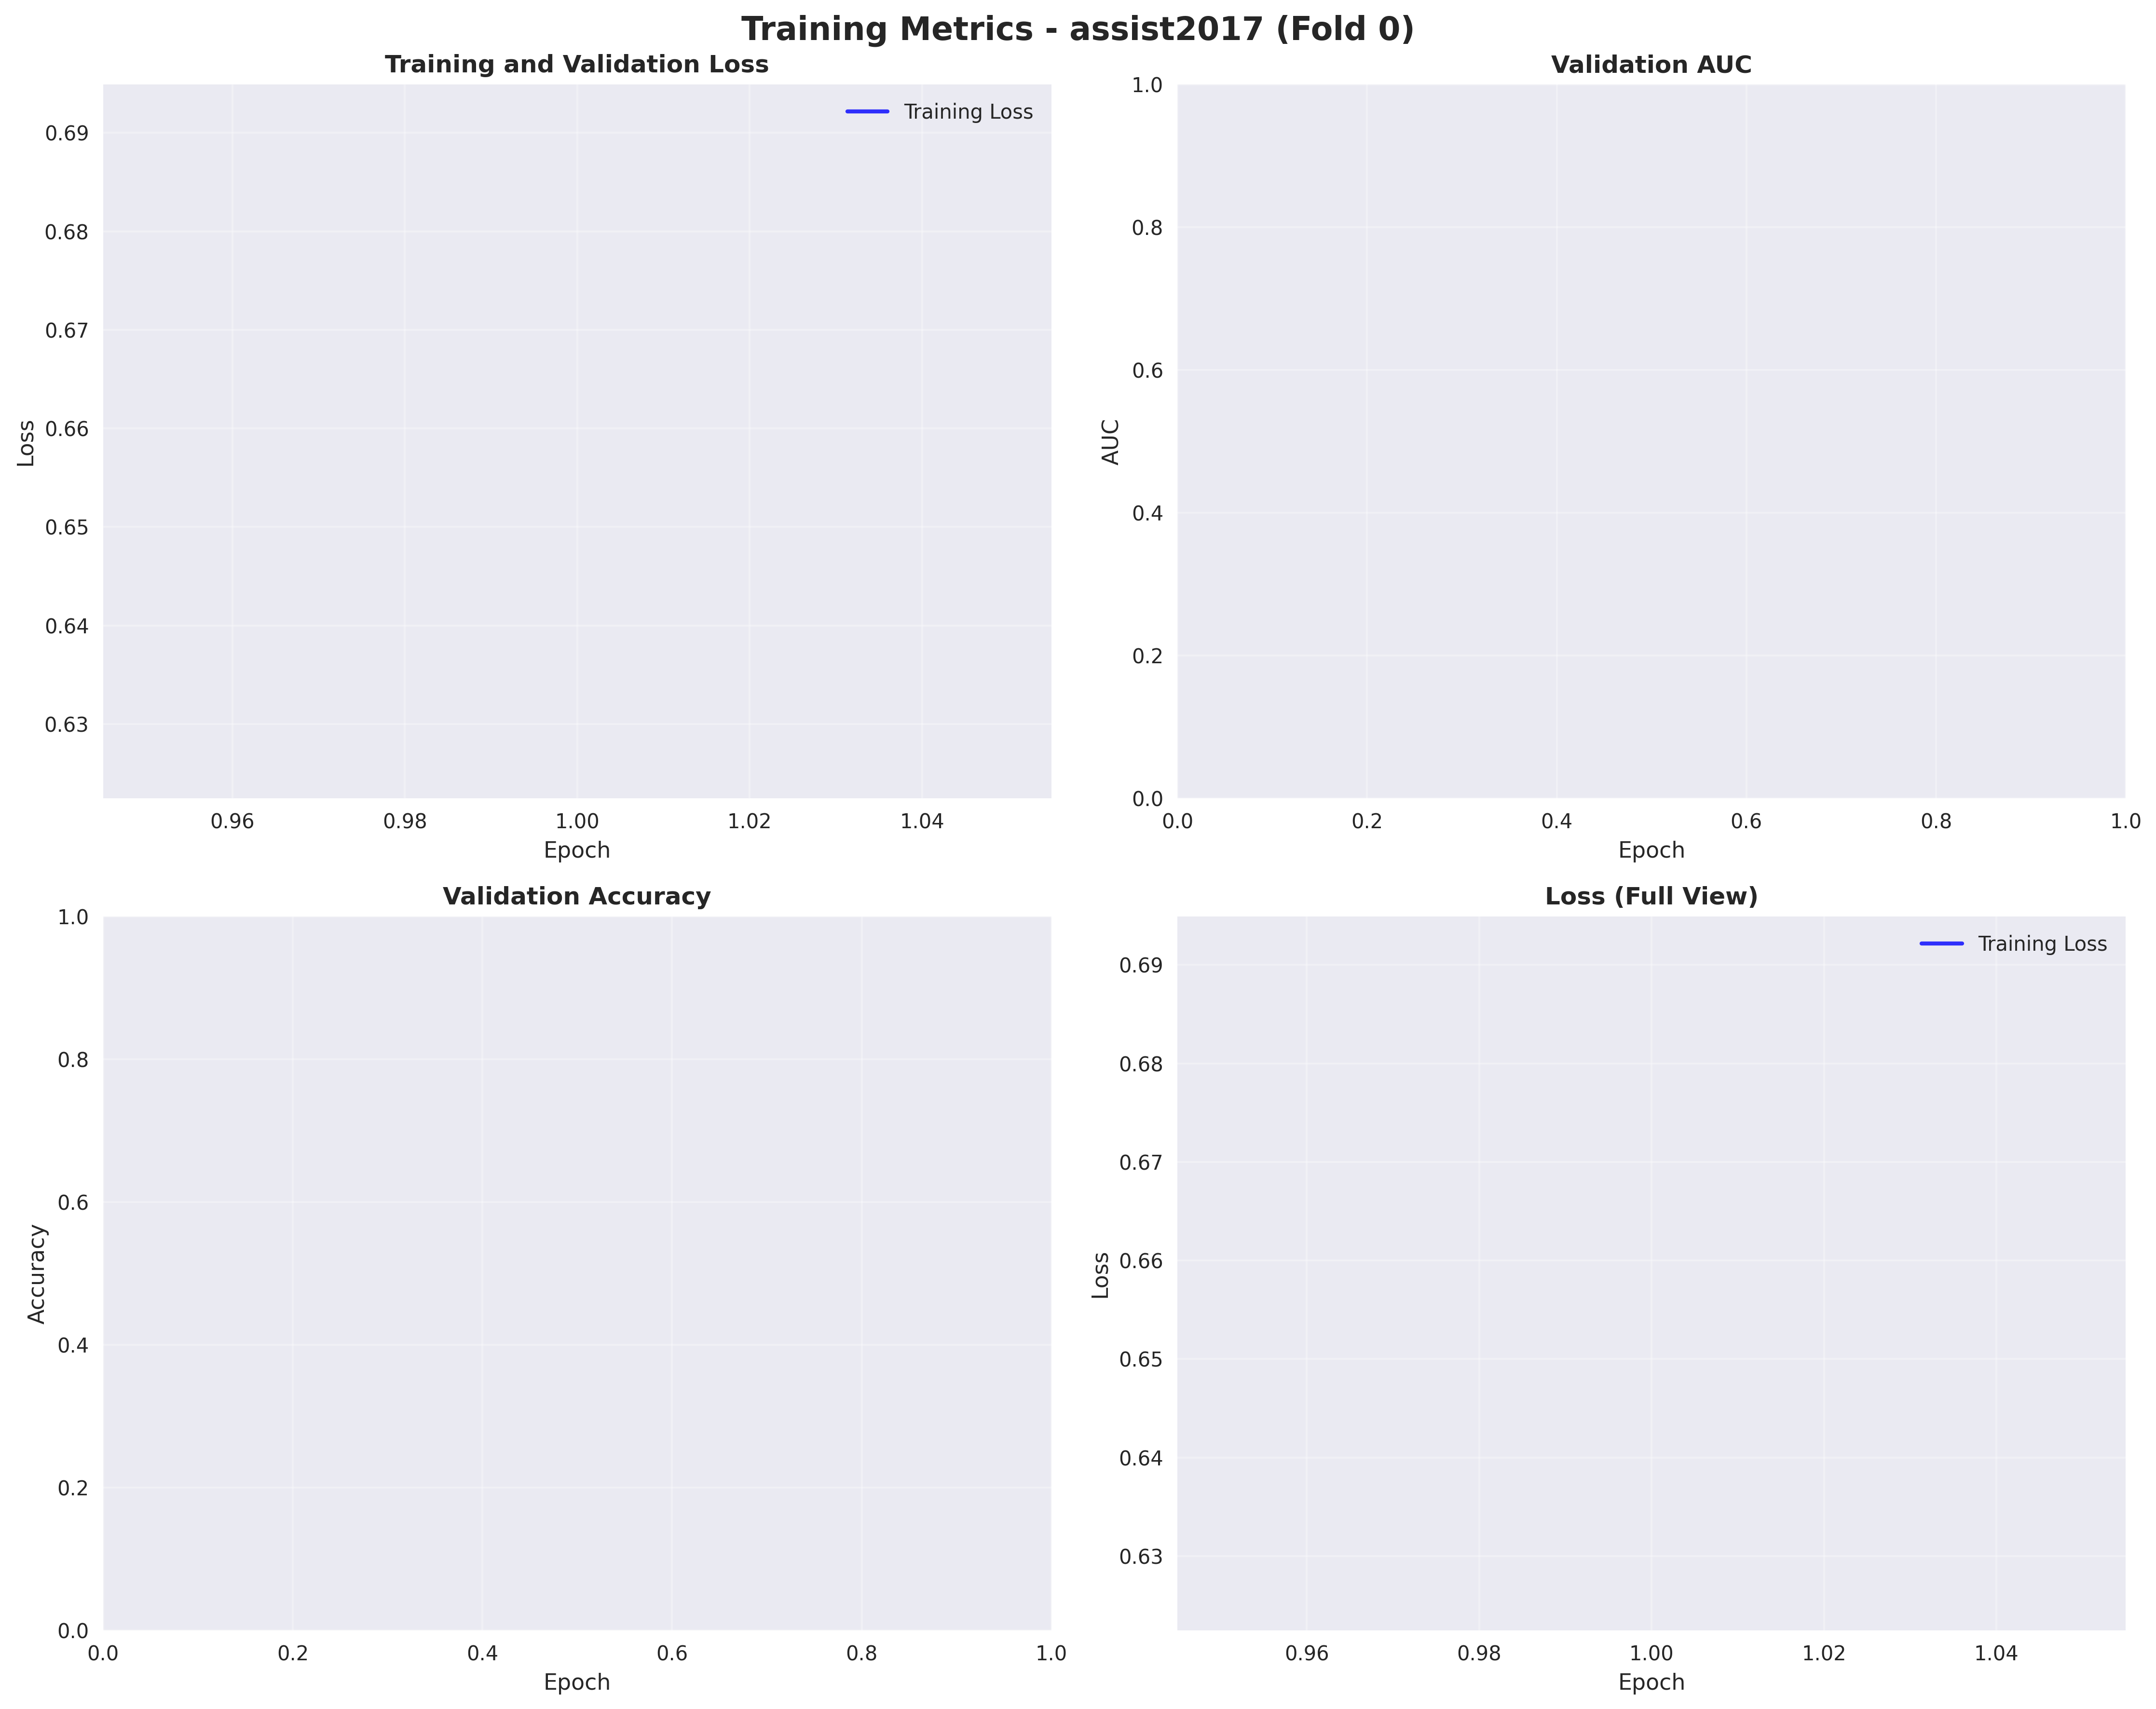 Training Metrics - assist2017 (Fold 0)
Training and Validation Loss
Training Loss
0.69
0.68
0.67
0.66
0.65
0.64
0.63
Loss
0.96 0.98 1.00 1.02 1.04
Epoch
Validation AUC
1.0
0.8
0.6
0.4
0.2
0.0
AUC
0.0 0.2 0.4 0.6 0.8 1.0
Epoch
Validation Accuracy
1.0
0.8
0.6
0.4
0.2
0.0
Accuracy
0.0 0.2 0.4 0.6 0.8 1.0
Epoch
Loss (Full View)
Training Loss
0.69
0.68
0.67
0.66
0.65
0.64
0.63
Loss
0.96 0.98 1.00 1.02 1.04
Epoch